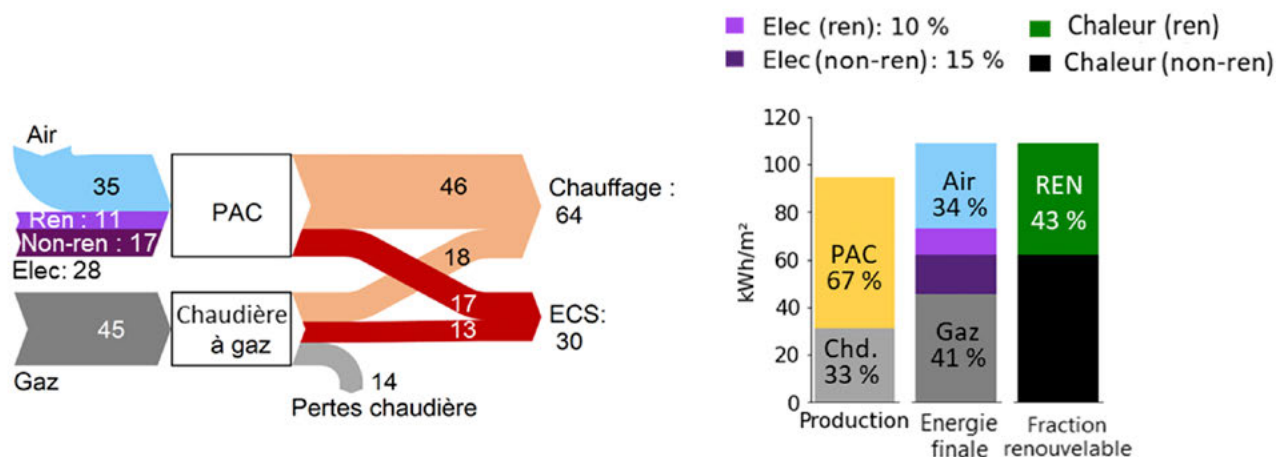 Air
35
Ren : 11
Non-ren : 17
Elec: 28
PAC
46
Chauffage :
64
18
45
Gaz
Chaudière
à gaz
17
13
ECS:
30
14
Pertes chaudière
Elec (ren): 10 %
Chaleur (ren)
Elec (non-ren) : 15 %
Chaleur (non-ren)
kWh/m²
120
100
80
60
40
20
0
PAC
67 %
Chd.
33 %
Air
34 %
Gaz
41 %
REN
43 %
Production
Energie
finale
Fraction
renouvelable